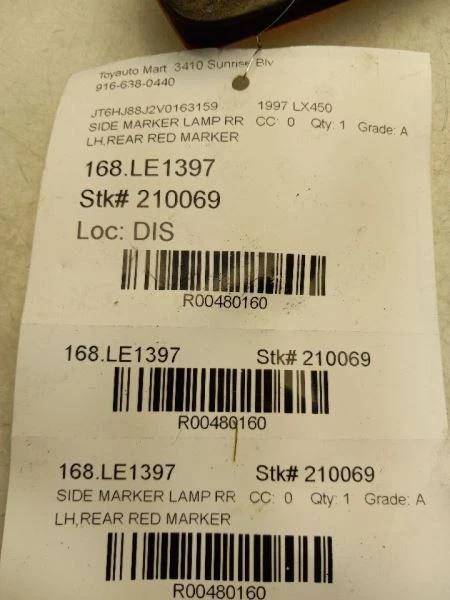 Toyauto Mart 3410 Sunrise Blv
916-638-0440
JT6HJ88J2V0163159 1997 LX450
SIDE MARKER LAMP RR CC: 0 Qty: 1 Grade: A
LH,REAR RED MARKER
168.LE1397
Stk# 210069
Loc: DIS
R00480160
168.LE1397 Stk# 210069
R00480160
168.LE1397 Stk# 210069
SIDE MARKER LAMP RR CC: 0 Qty: 1 Grade: A
LH,REAR RED MARKER
R00480160